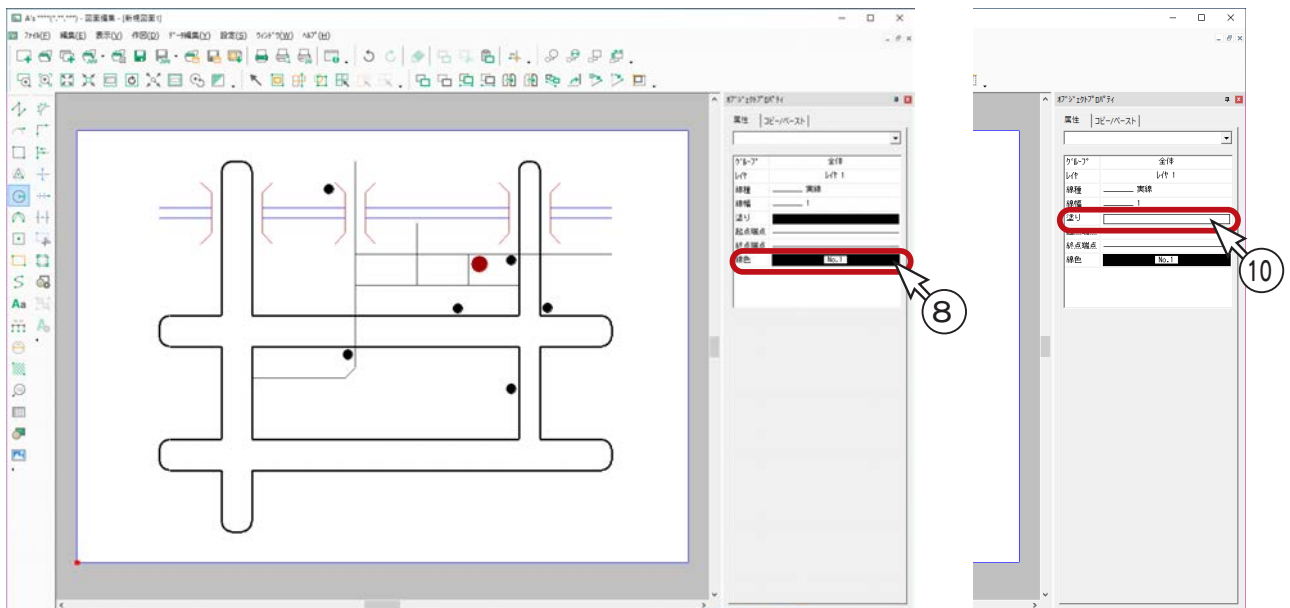 A's ****(*.**,***) - 図面編集 - [新規図面1]
ﾌｧｲﾙ(F) 編集(E) 表示(V) 作図(D) ﾃﾞｰﾀ編集(Y) 設定(S) ｳｨﾝﾄﾞｳ(W) ﾍﾙﾌﾟ(H)
Aa
ｵﾌﾞｼﾞｪｸﾄﾌﾟﾛﾊﾟﾃｨ
属性 ｺﾋﾟｰ/ﾍﾟｰｽﾄ
ｸﾞﾙｰﾌﾟ 全体
ﾚｲﾔ ﾚｲﾔ 1
線種 実線
線幅 1
塗り
起点端点
終点端点
線色 No.1
⑧
ｵﾌﾞｼﾞｪｸﾄﾌﾟﾛﾊﾟﾃｨ
属性 ｺﾋﾟｰ/ﾍﾟｰｽﾄ
ｸﾞﾙｰﾌﾟ 全体
ﾚｲﾔ ﾚｲﾔ 1
線種 実線
線幅 1
塗り
終点端点
線色 No.1
⑩